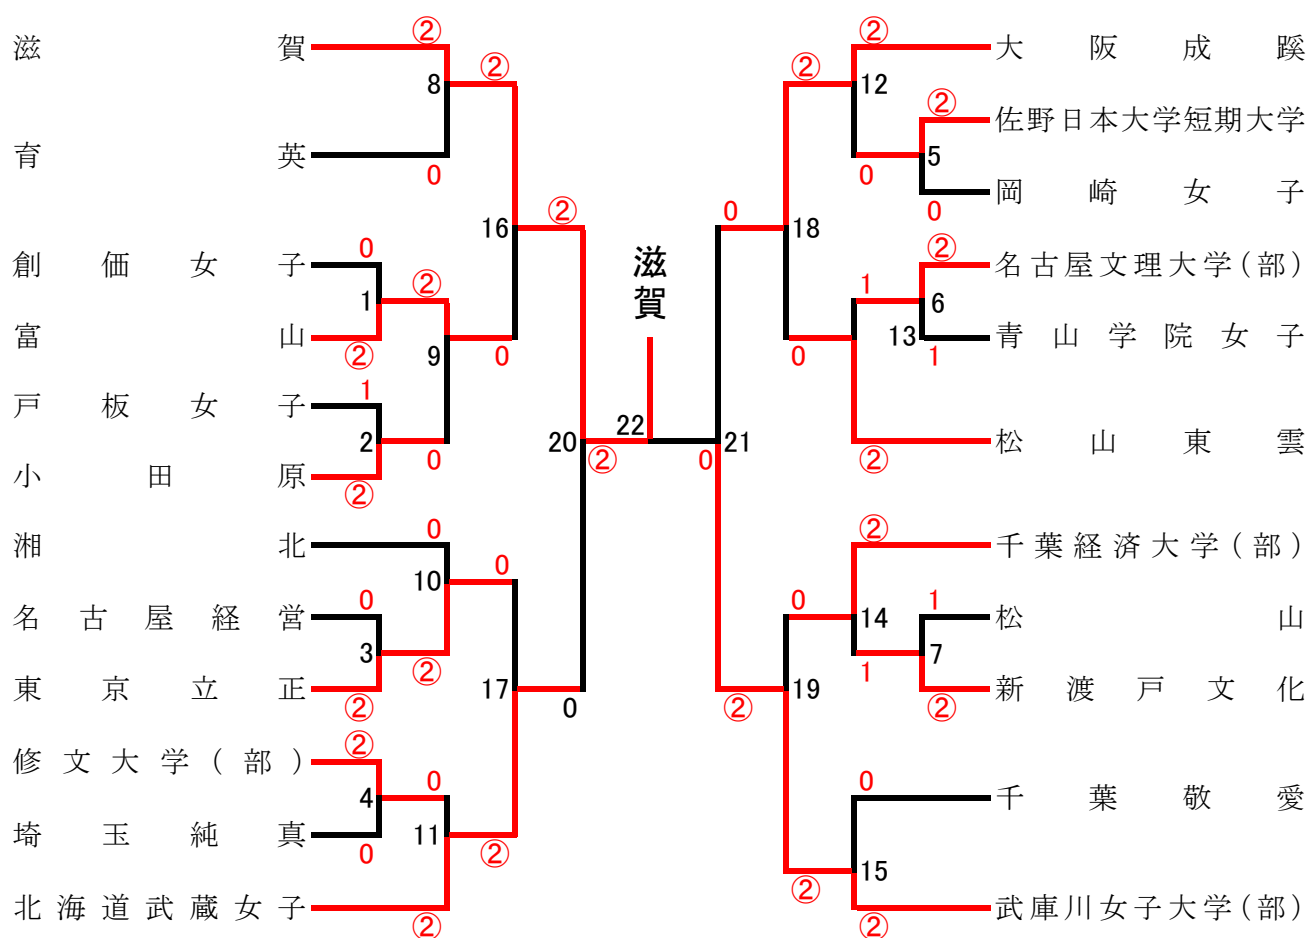 滋賀
②
8
育英
0
②
創価女子
0
1
富山
②
②
9
戸板女子
1
2
小田原
②
0
16
0
②
湘北
0
10
名古屋経営
0
3
東京立正
②
②
0
17
修文大学(部)
②
4
埼玉純真
0
0
11
北海道武蔵女子
②
②
0
20
②
22
滋賀
0
21
大阪成蹊
②
12
佐野日本大学短期大学
②
5
岡崎女子
0
0
②
18
0
名古屋文理大学(部)
②
6
青山学院女子
1
1
13
松山東雲
②
0
千葉経済大学(部)
②
14
松山
1
7
新渡戸文化
②
1
0
19
②
千葉敬愛
0
15
武庫川女子大学(部)
②
②